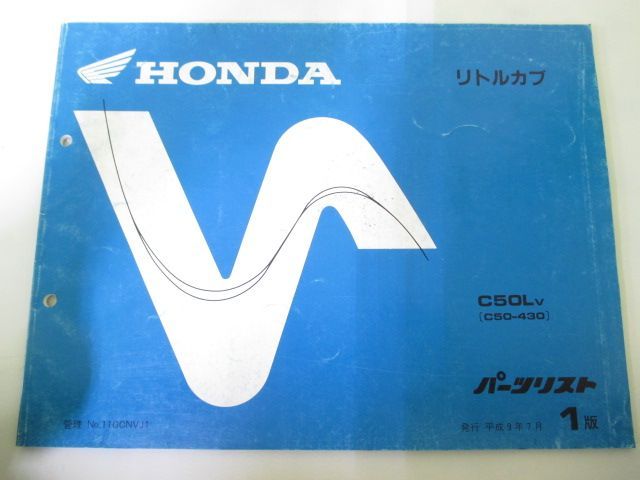 HONDA
リトルカブ
C50Lv
[C50-430]
パーツリスト
管理 No.11GCNVJ1
発行 平成9年7月 1版